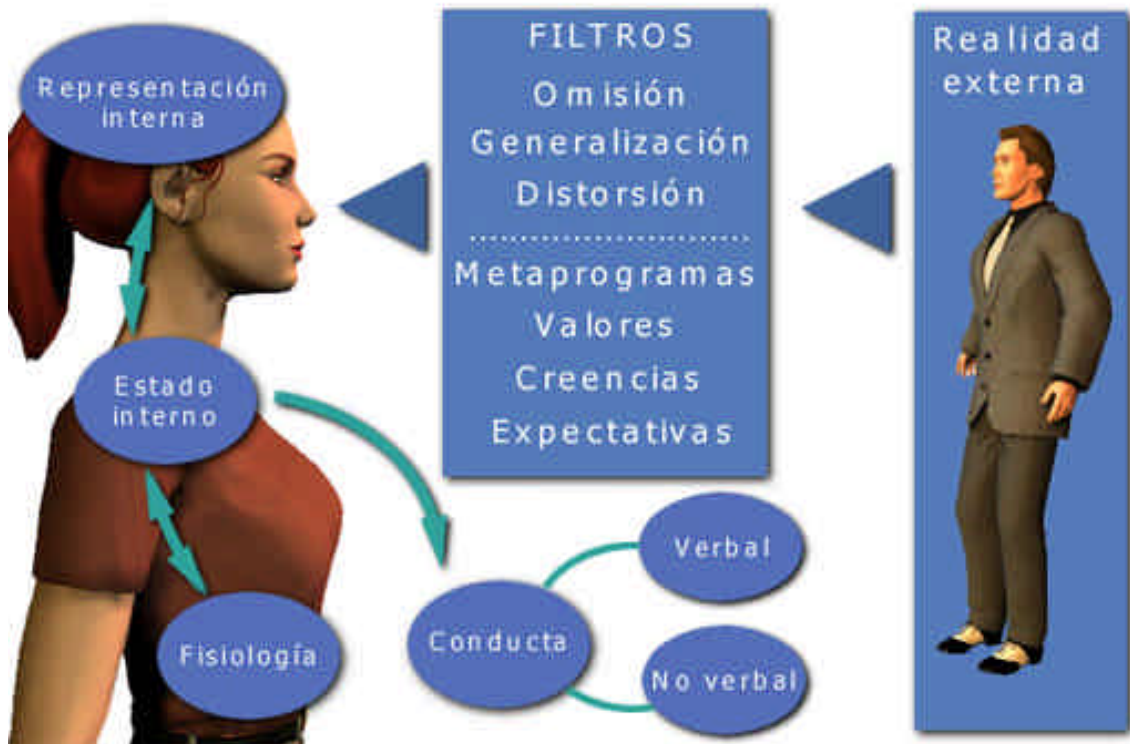 Representación
interna
Estado
interno
Fisiología
FILTROS
Omisión
Generalización
Distorsión
............................
Metaprogramas
Valores
Creencias
Expectativas
Conducta
Verbal
No verbal
Realidad
externa